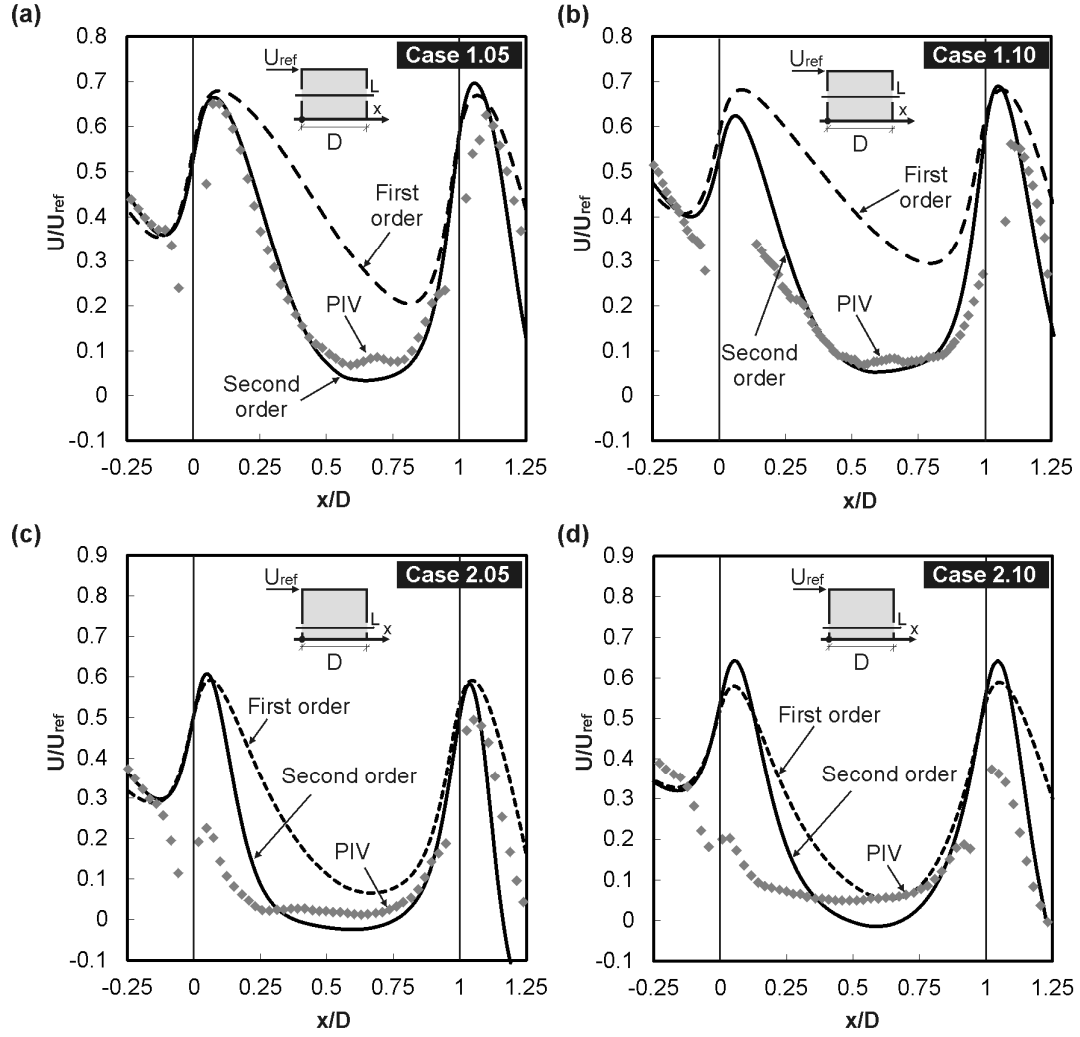 (a)
Case 1.05
U/Uref
0.8
0.7
0.6
0.5
0.4
0.3
0.2
0.1
0
-0.1
Uref
L
x
D
First
order
PIV
Second
order
-0.25
0
0.25
0.5
0.75
1
1.25
x/D
(b)
Case 1.10
U/Uref
0.8
0.7
0.6
0.5
0.4
0.3
0.2
0.1
0
-0.1
Uref
L
x
D
First
order
PIV
Second
order
-0.25
0
0.25
0.5
0.75
1
1.25
x/D
(c)
Case 2.05
U/Uref
0.9
0.8
0.7
0.6
0.5
0.4
0.3
0.2
0.1
0
-0.1
Uref
L
x
D
First order
Second order
PIV
-0.25
0
0.25
0.5
0.75
1
1.25
x/D
(d)
Case 2.10
U/Uref
0.9
0.8
0.7
0.6
0.5
0.4
0.3
0.2
0.1
0
-0.1
Uref
L
x
D
First order
Second order
PIV
-0.25
0
0.25
0.5
0.75
1
1.25
x/D